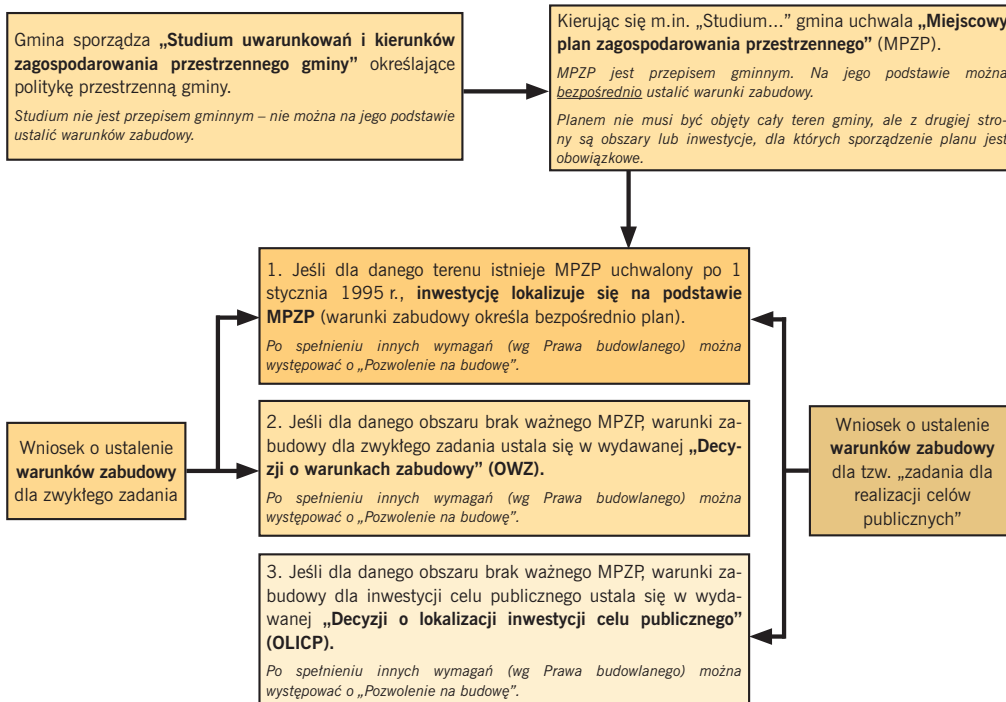 Gmina sporządza „Studium uwarunkowań i kierunków
zagospodarowania przestrzennego gminy” określające
politykę przestrzenną gminy.
Studium nie jest przepisem gminnym – nie można na jego podstawie
ustalić warunków zabudowy.
Kierując się m.in. „Studium...” gmina uchwala „Miejscowy
plan zagospodarowania przestrzennego” (MPZP).
MPZP jest przepisem gminnym. Na jego podstawie można
bezpośrednio ustalić warunki zabudowy.
Planem nie musi być objęty cały teren gminy, ale z drugiej stro-
ny są obszary lub inwestycje, dla których sporządzenie planu jest
obowiązkowe.
1. Jeśli dla danego terenu istnieje MPZP uchwalony po 1
stycznia 1995 r., inwestycję lokalizuje się na podstawie
MPZP (warunki zabudowy określa bezpośrednio plan).
Po spełnieniu innych wymagań (wg Prawa budowlanego) można
występować o „Pozwolenie na budowę”.
Wniosek o ustalenie
warunków zabudowy
dla zwykłego zadania
2. Jeśli dla danego obszaru brak ważnego MPZP, warunki za-
budowy dla zwykłego zadania ustala się w wydawanej „Decy-
zji o warunkach zabudowy” (OWZ).
Po spełnieniu innych wymagań (wg Prawa budowlanego) można
występować o „Pozwolenie na budowę”.
Wniosek o ustalenie
warunków zabudowy
dla tzw. „zadania dla
realizacji celów
publicznych”
3. Jeśli dla danego obszaru brak ważnego MPZP, warunki za-
budowy dla inwestycji celu publicznego ustala się w wyda-
wanej „Decyzji o lokalizacji inwestycji celu publicznego”
(OLICP).
Po spełnieniu innych wymagań (wg Prawa budowlanego) można
występować o „Pozwolenie na budowę”.